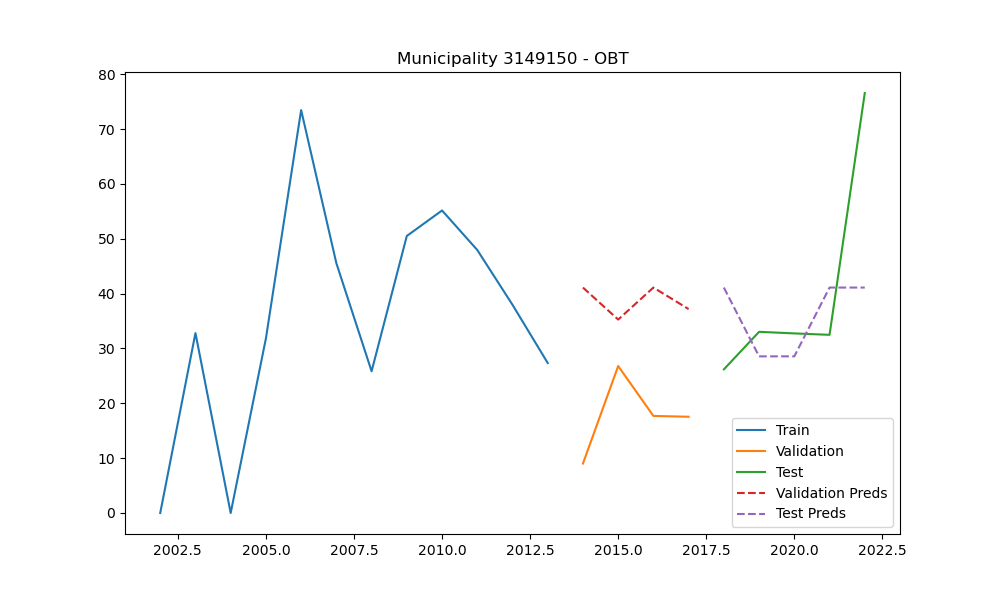 Municipality 3149150 - OBT
80
70
60
50
40
30
20
10
0
2002.5 2005.0 2007.5 2010.0 2012.5 2015.0 2017.5 2020.0 2022.5
Train
Validation
Test
Validation Preds
Test Preds